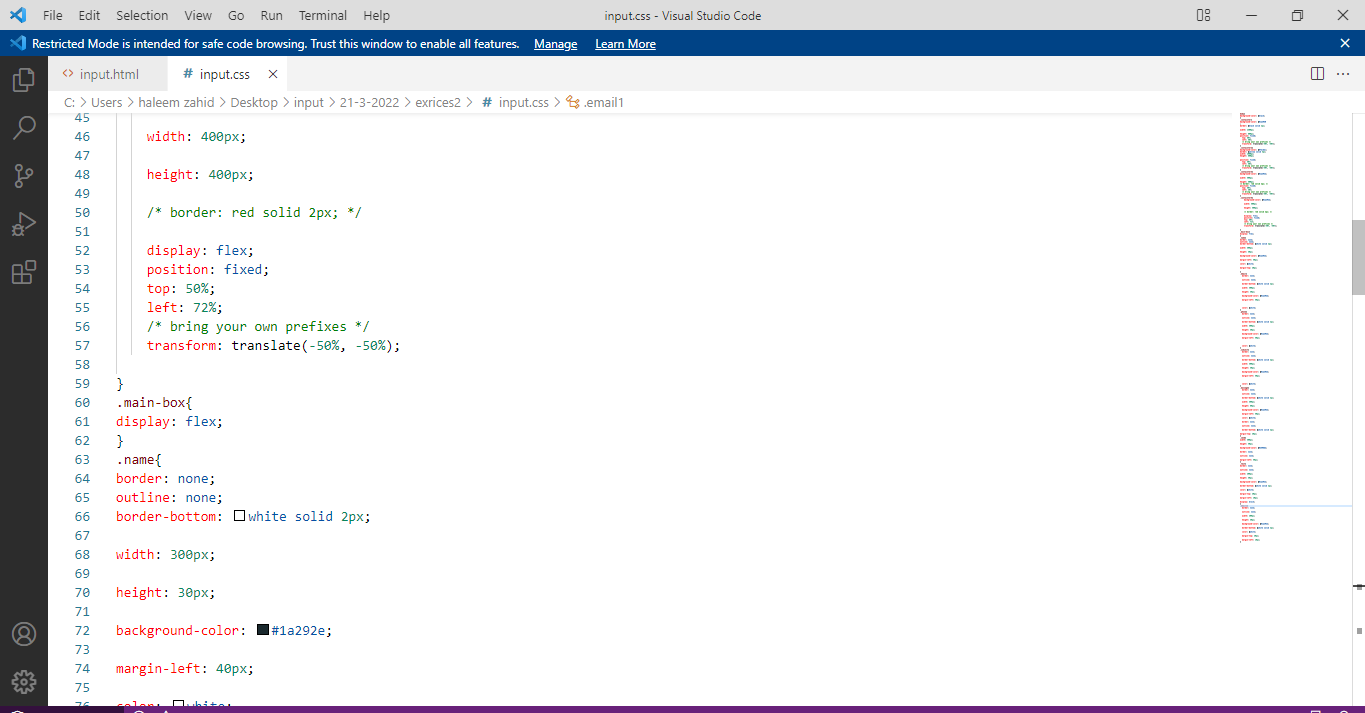 File Edit Selection View Go Run Terminal Help input.css - Visual Studio Code
Restricted Mode is intended for safe code browsing. Trust this window to enable all features. Manage Learn More
<> input.html # input.css
C: > Users > haleem zahid > Desktop > input > 21-3-2022 > exrices2 > # input.css > .email1
45
46 width: 400px;
47
48 height: 400px;
49
50 /* border: red solid 2px; */
51
52 display: flex;
53 position: fixed;
54 top: 50%;
55 left: 72%;
56 /* bring your own prefixes */
57 transform: translate(-50%, -50%);
58
59 }
60 .main-box{
61 display: flex;
62 }
63 .name{
64 border: none;
65 outline: none;
66 border-bottom: white solid 2px;
67
68 width: 300px;
69
70 height: 30px;
71
72 background-color: #1a292e;
73
74 margin-left: 40px;
75
76 color: white;